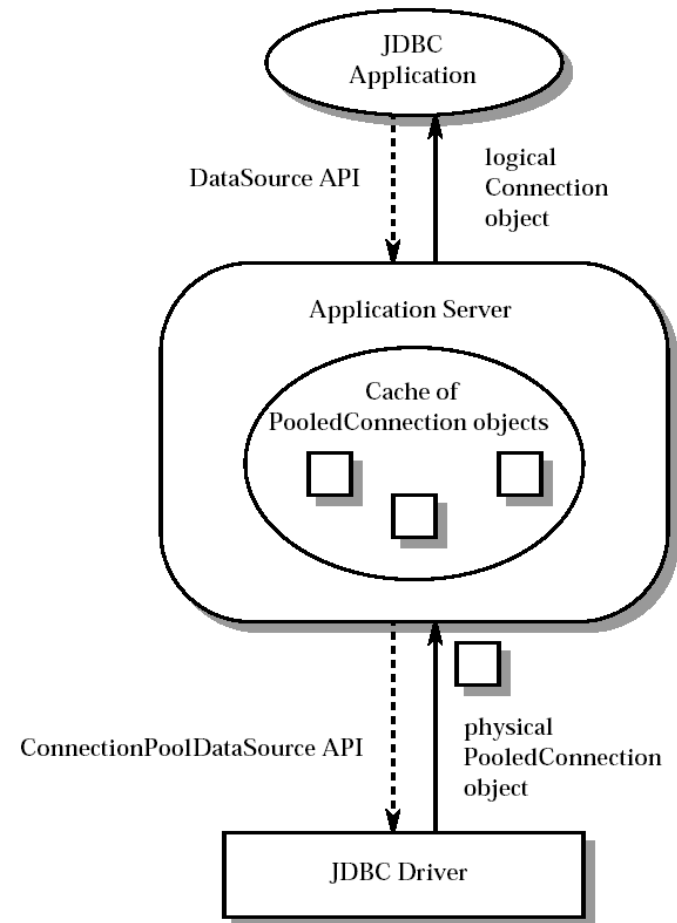 JDBC
Application
DataSource API
logical
Connection
object
Application Server
Cache of
PooledConnection objects
ConnectionPoolDataSource API
physical
PooledConnection
object
JDBC Driver